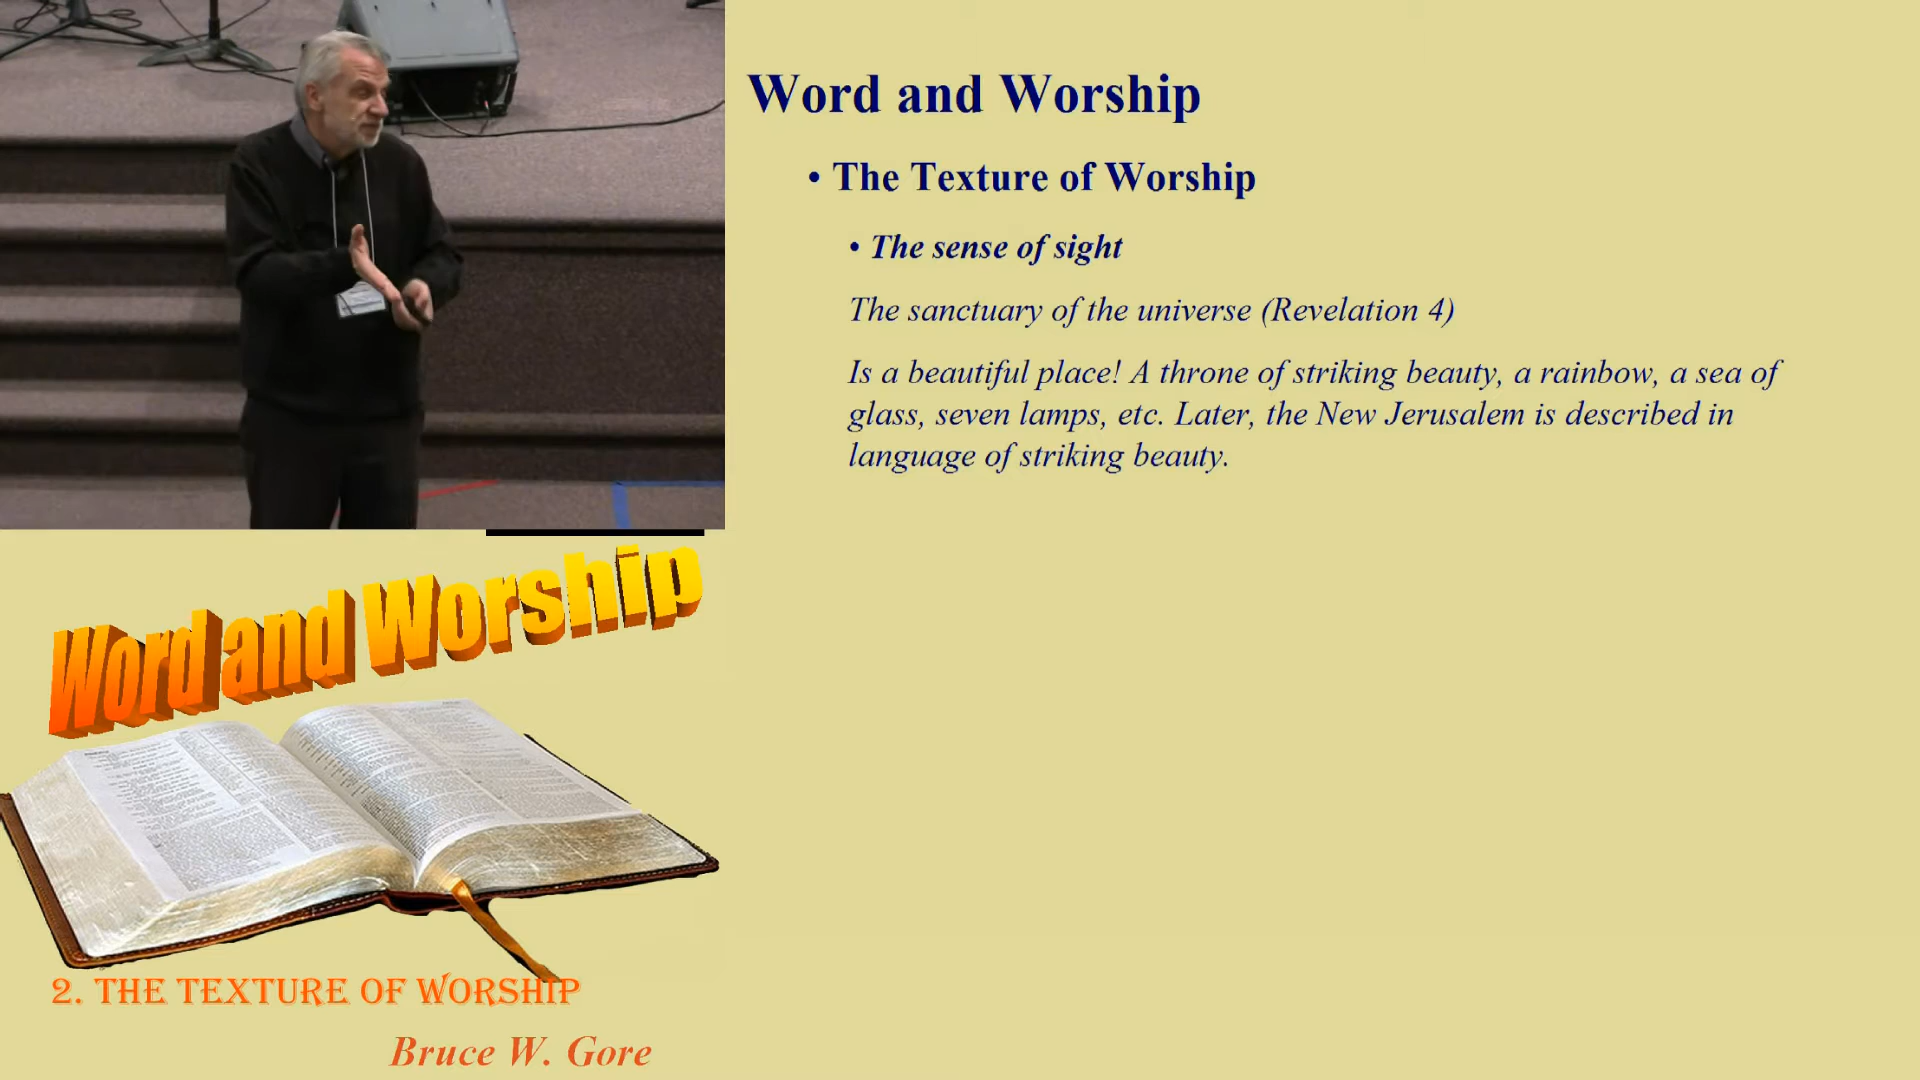 Word and Worship
• The Texture of Worship
• The sense of sight
The sanctuary of the universe (Revelation 4)
Is a beautiful place! A throne of striking beauty, a rainbow, a sea of
glass, seven lamps, etc. Later, the New Jerusalem is described in
language of striking beauty.
Word and Worship
2. THE TEXTURE OF WORSHIP
Bruce W. Gore